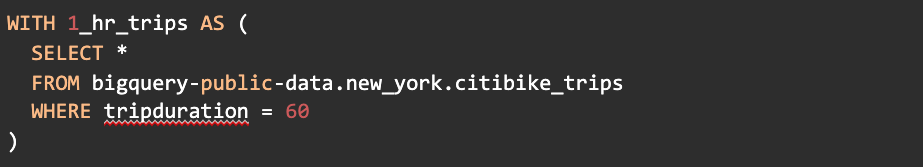 WITH 1_hr_trips AS (
SELECT *
FROM bigquery-public-data.new_york.citibike_trips
WHERE tripduration = 60
)